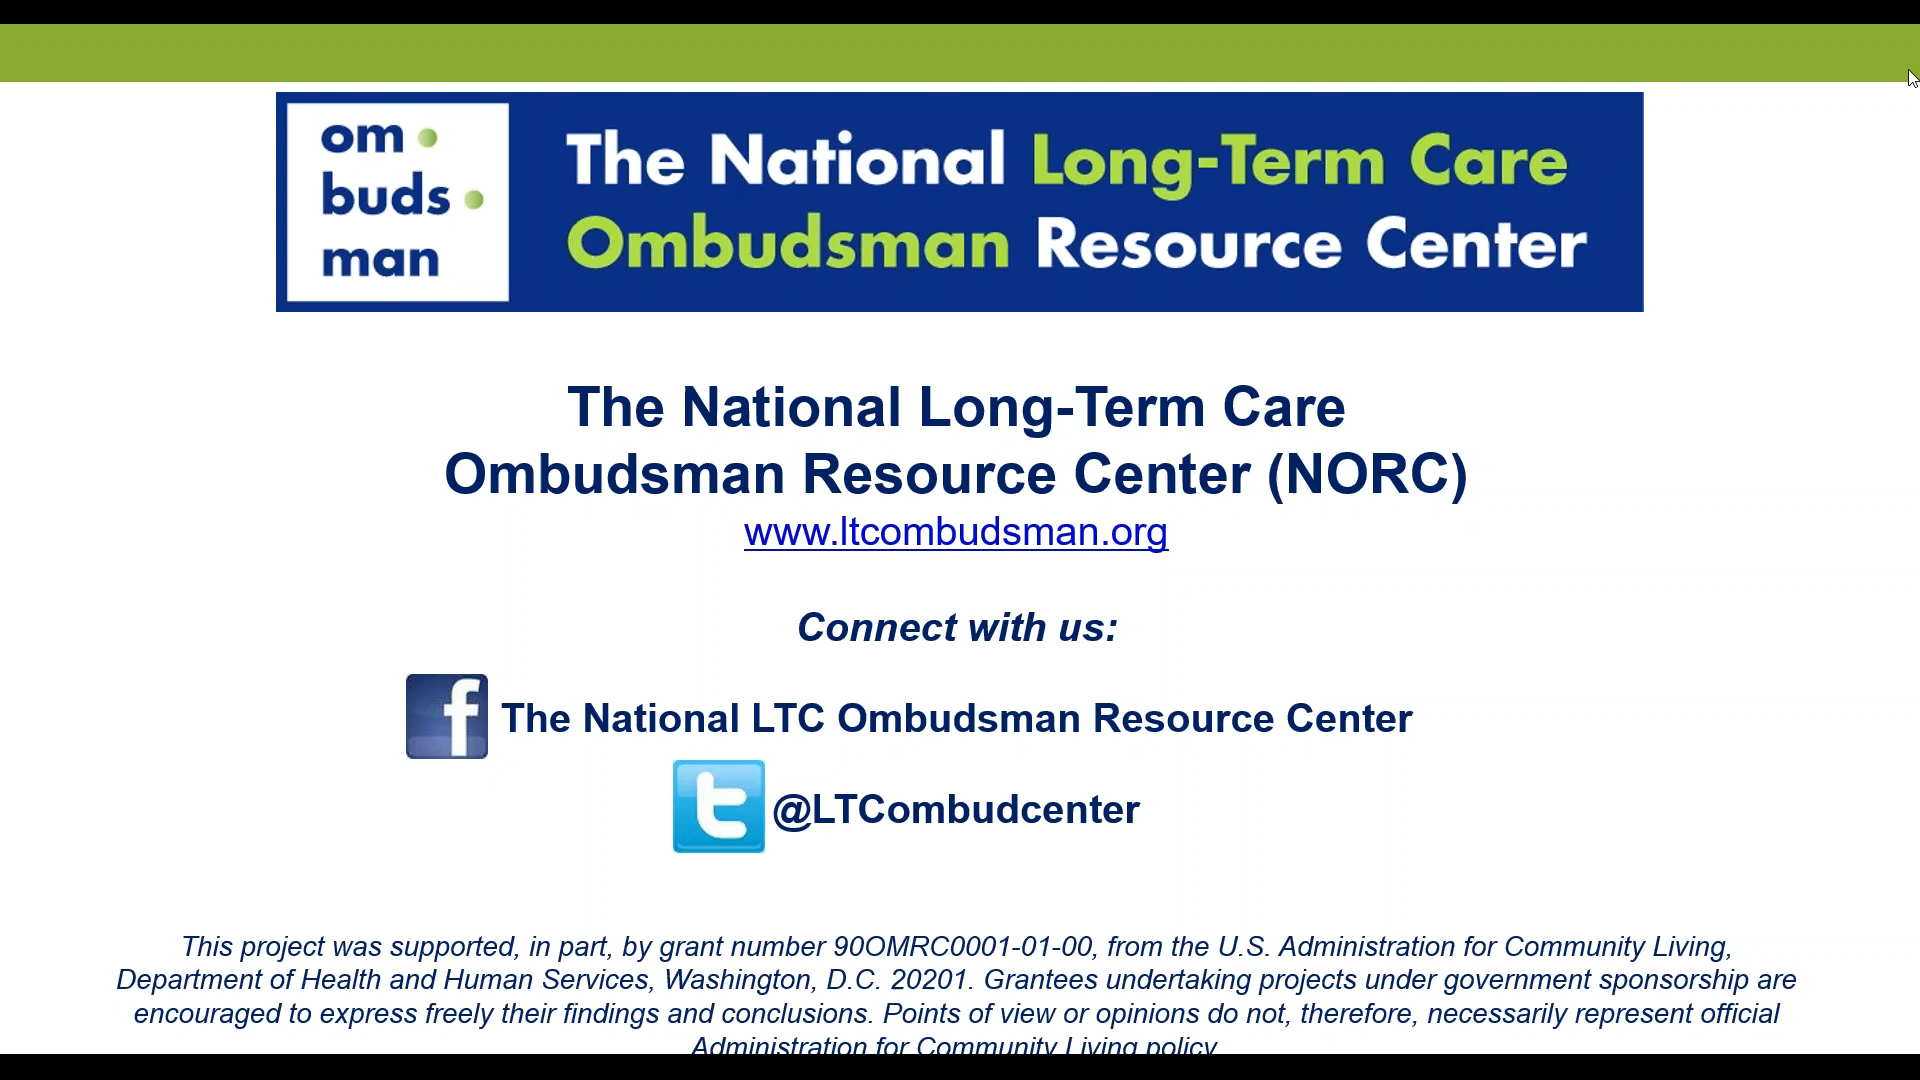 om
buds
man
The National Long-Term Care
Ombudsman Resource Center
The National Long-Term Care
Ombudsman Resource Center (NORC)
www.ltcombudsman.org
Connect with us:
f The National LTC Ombudsman Resource Center
t @LTCombudcenter
This project was supported, in part, by grant number 90OMRC0001-01-00, from the U.S. Administration for Community Living,
Department of Health and Human Services, Washington, D.C. 20201. Grantees undertaking projects under government sponsorship are
encouraged to express freely their findings and conclusions. Points of view or opinions do not, therefore, necessarily represent official
Administration for Community Living policy